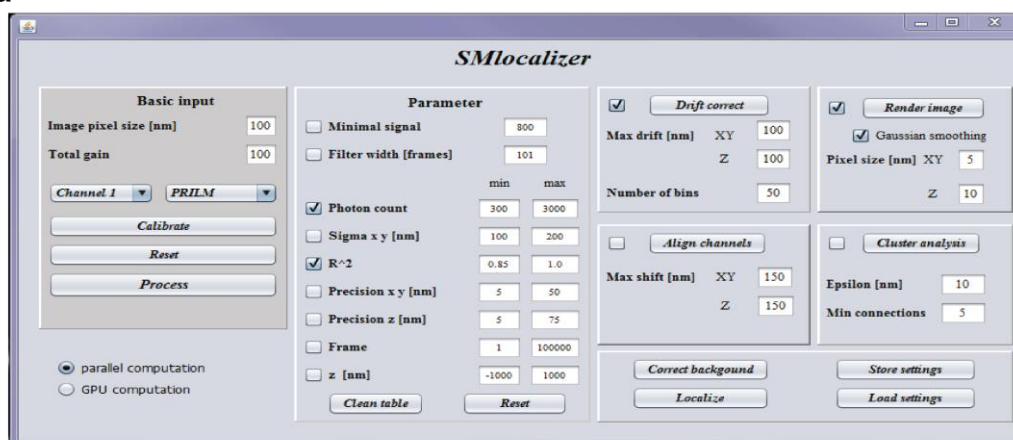 SMlocalizer
Basic input
Image pixel size [nm] 100
Total gain 100
Channel 1 PRILM
Calibrate
Reset
Process
parallel computation
GPU computation
Parameter
Minimal signal 800
Filter width [frames] 101
min max
Photon count 300 3000
Sigma x y [nm] 100 200
R^2 0.85 1.0
Precision x y [nm] 5 50
Precision z [nm] 5 75
Frame 1 100000
z [nm] -1000 1000
Clean table Reset
Drift correct
Max drift [nm] XY 100
Z 100
Number of bins 50
Render image
Gaussian smoothing
Pixel size [nm] XY 5
Z 10
Align channels
Max shift [nm] XY 150
Z 150
Cluster analysis
Epsilon [nm] 10
Min connections 5
Correct backgound Store settings
Localize Load settings